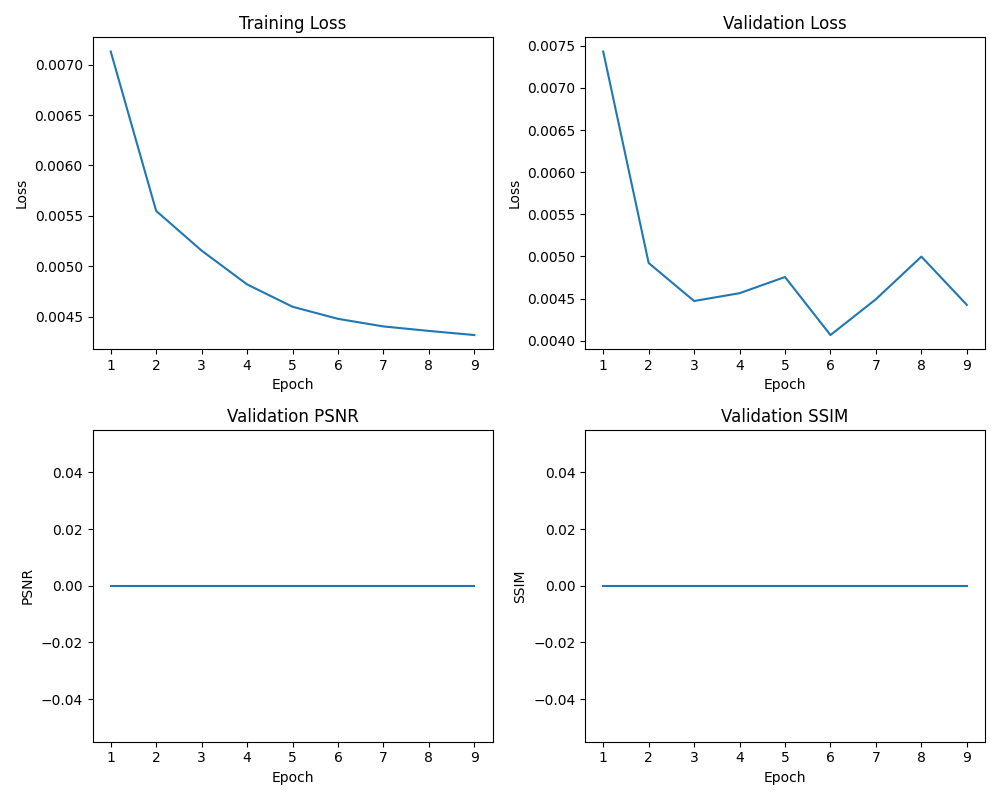 Training Loss
0.0070
0.0065
0.0060
0.0055
0.0050
0.0045
Loss
1 2 3 4 5 6 7 8 9
Epoch
Validation Loss
0.0075
0.0070
0.0065
0.0060
0.0055
0.0050
0.0045
0.0040
Loss
1 2 3 4 5 6 7 8 9
Epoch
Validation PSNR
0.04
0.02
0.00
−0.02
−0.04
PSNR
1 2 3 4 5 6 7 8 9
Epoch
Validation SSIM
0.04
0.02
0.00
−0.02
−0.04
SSIM
1 2 3 4 5 6 7 8 9
Epoch